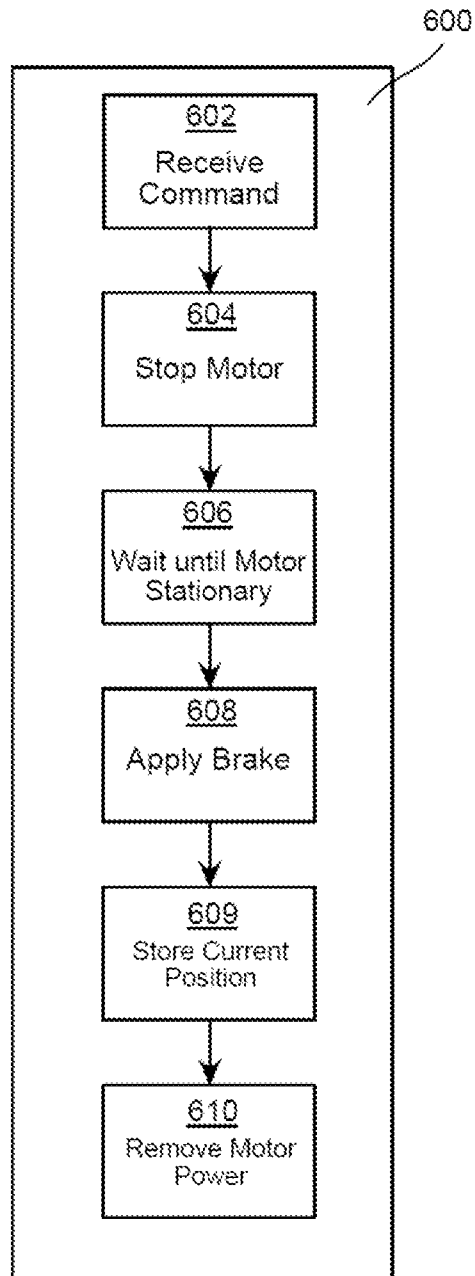 600
602
Receive
Command
604
Stop Motor
606
Wait until Motor
Stationary
608
Apply Brake
609
Store Current
Position
610
Remove Motor
Power